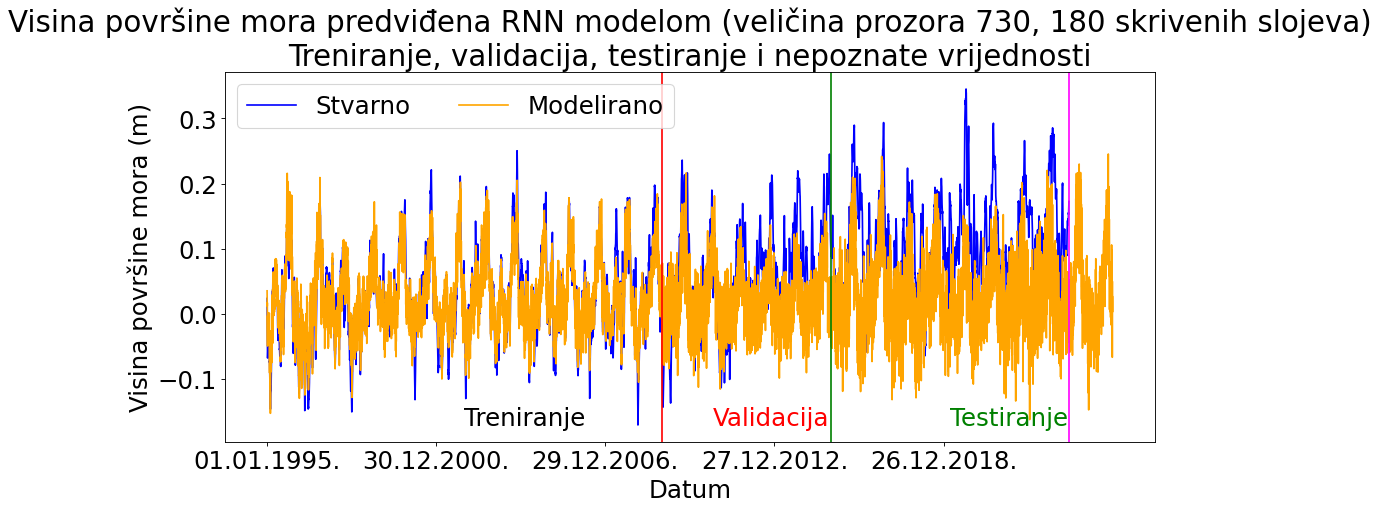 Visina površine mora predviđena RNN modelom (veličina prozora 730, 180 skrivenih slojeva)
Treniranje, validacija, testiranje i nepoznate vrijednosti
Stvarno Modelirano
Visina površine mora (m)
0.3
0.2
0.1
0.0
−0.1
Treniranje Validacija Testiranje
01.01.1995. 30.12.2000. 29.12.2006. 27.12.2012. 26.12.2018.
Datum